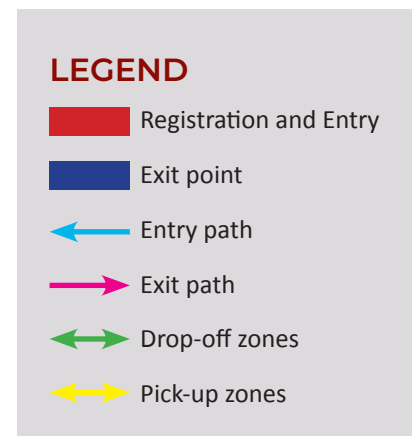 LEGEND
Registration and Entry
Exit point
Entry path
Exit path
Drop-off zones
Pick-up zones